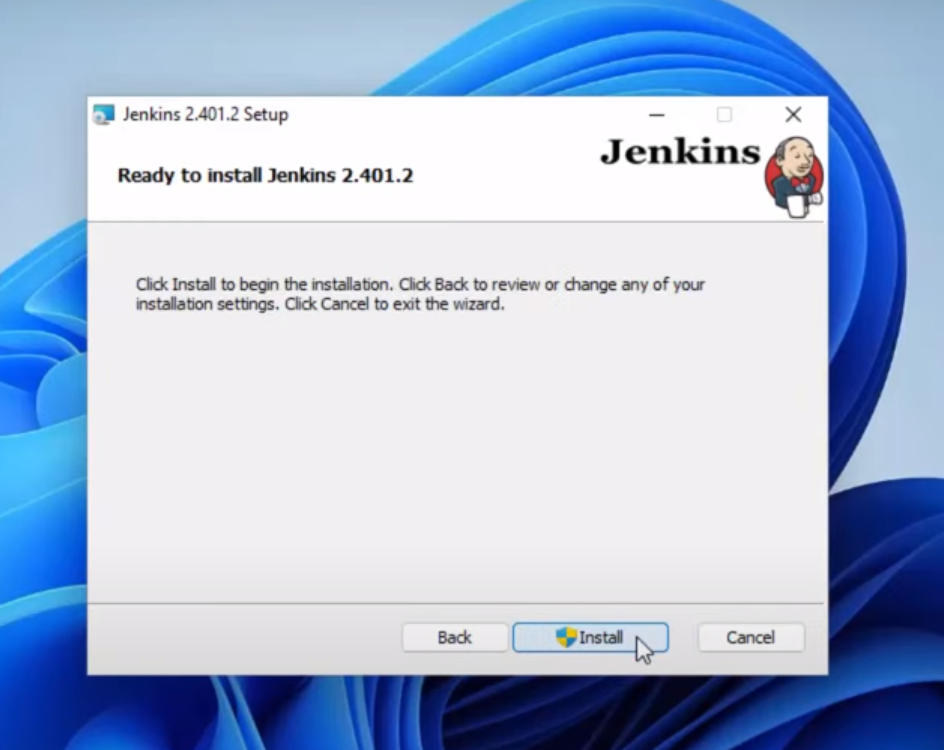 Jenkins 2.401.2 Setup
Jenkins
Ready to install Jenkins 2.401.2
Click Install to begin the installation. Click Back to review or change any of your
installation settings. Click Cancel to exit the wizard.
Back
Install
Cancel